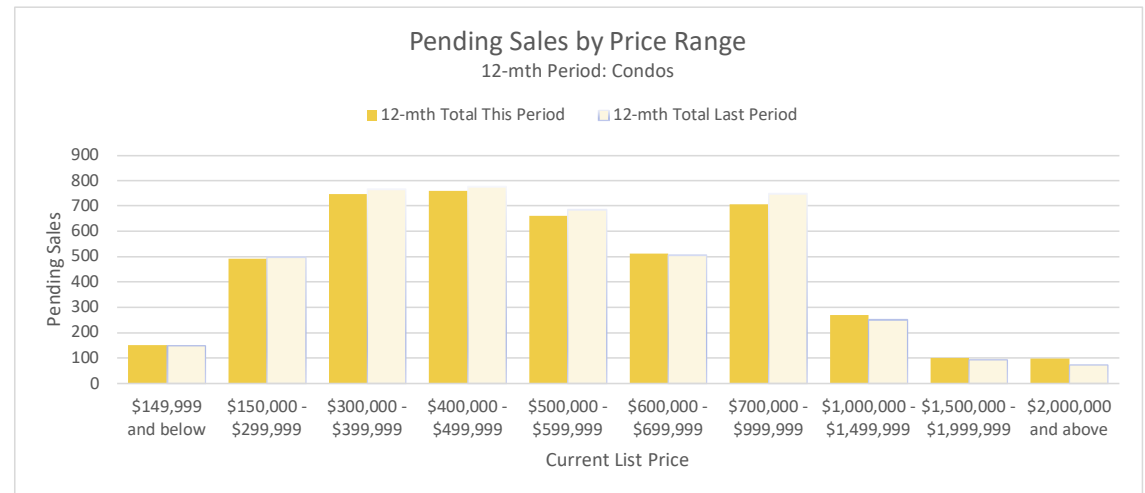 Pending Sales by Price Range
12-mth Period: Condos
12-mth Total This Period 12-mth Total Last Period
Pending Sales
900
800
700
600
500
400
300
200
100
0
$149,999 $150,000 - $300,000 - $400,000 - $500,000 - $600,000 - $700,000 - $1,000,000 - $1,500,000 - $2,000,000
and below $299,999 $399,999 $499,999 $599,999 $699,999 $999,999 $1,499,999 $1,999,999 and above
Current List Price